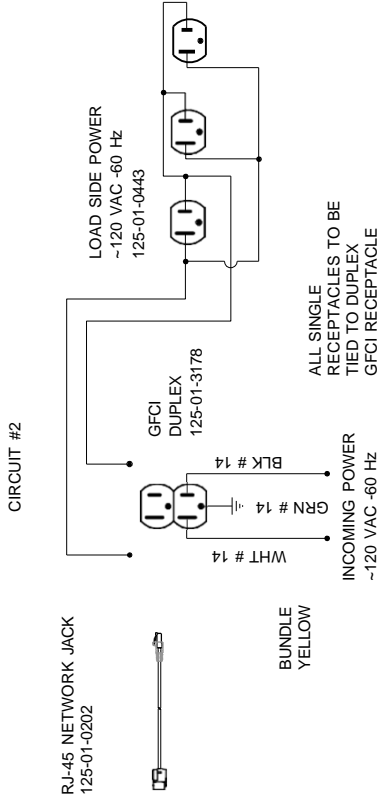 CIRCUIT #2
RJ-45 NETWORK JACK
125-01-0202
GFCI
DUPLEX
125-01-3178
LOAD SIDE POWER
~120 VAC -60 Hz
125-01-0443
BUNDLE
YELLOW
WHT # 14
GRN # 14
BLK # 14
INCOMING POWER
~120 VAC -60 Hz
ALL SINGLE
RECEPTACLES TO BE
TIED TO DUPLEX
GFCI RECEPTACLE